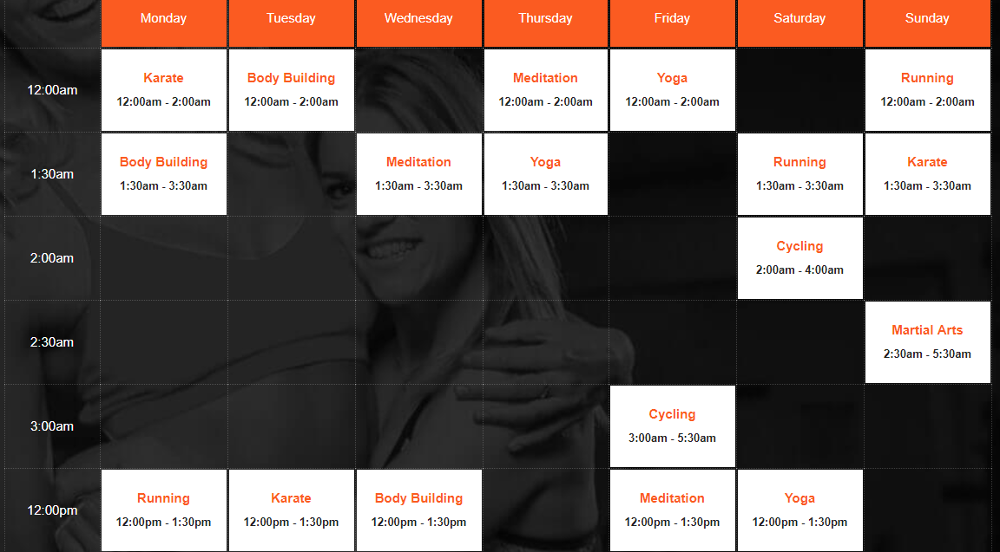 Monday Tuesday Wednesday Thursday Friday Saturday Sunday
12:00am
Karate
12:00am - 2:00am
Body Building
12:00am - 2:00am
Meditation
12:00am - 2:00am
Yoga
12:00am - 2:00am
Running
12:00am - 2:00am
1:30am
Body Building
1:30am - 3:30am
Meditation
1:30am - 3:30am
Yoga
1:30am - 3:30am
Running
1:30am - 3:30am
Karate
1:30am - 3:30am
2:00am
Cycling
2:00am - 4:00am
2:30am
Martial Arts
2:30am - 5:30am
3:00am
Cycling
3:00am - 5:30am
12:00pm
Running
12:00pm - 1:30pm
Karate
12:00pm - 1:30pm
Body Building
12:00pm - 1:30pm
Meditation
12:00pm - 1:30pm
Yoga
12:00pm - 1:30pm